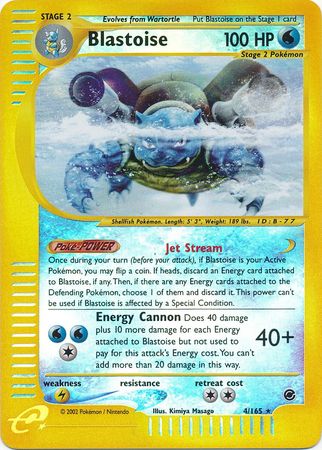 STAGE 2 Evolves from Wartortle Put Blastoise on the Stage 1 card
Blastoise 100 HP
Stage 2 Pokémon
Shellfish Pokémon. Length: 5' 3", Weight: 189 lbs. ID: B-77
POKé-POWER Jet Stream
Once during your turn (before your attack), if Blastoise is your Active
Pokémon, you may flip a coin. If heads, discard an Energy card attached to
Blastoise, if any. Then, if there are any Energy cards attached to the
Defending Pokémon, choose 1 of them and discard it. This power can't
be used if Blastoise is affected by a Special Condition.
Energy Cannon Does 40 damage
plus 10 more damage for each Energy
attached to Blastoise but not used to
pay for this attack's Energy cost. You can't
add more than 20 damage in this way.
40+
weakness resistance retreat cost
e
© 2002 Pokémon / Nintendo Illus. Kimiya Masago 4/165 ★